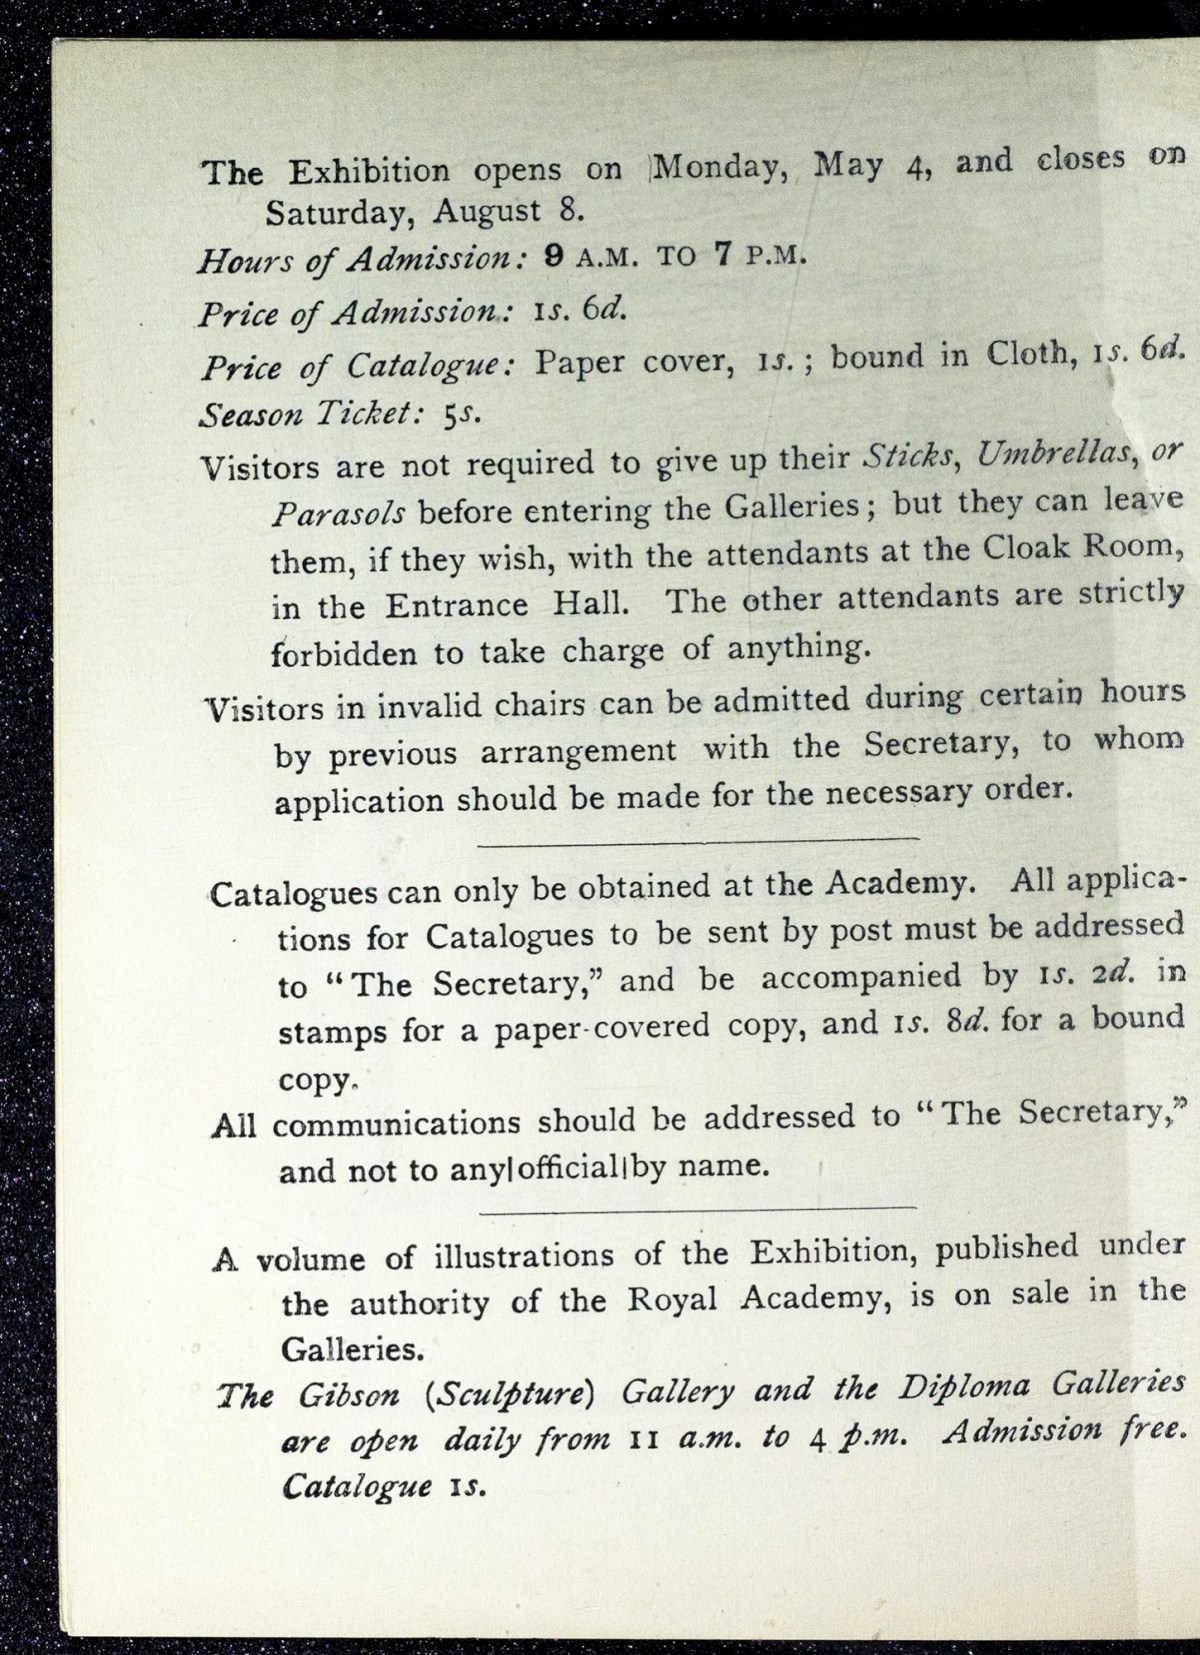 The Exhibition opens on Monday, May 4, and closes on
Saturday, August 8.
Hours of Admission: 9 A.M. TO 7 P.M.
Price of Admission: 1s. 6d.
Price of Catalogue: Paper cover, 1s.; bound in Cloth, 1s. 6d.
Season Ticket: 5s.
Visitors are not required to give up their Sticks, Umbrellas, or
Parasols before entering the Galleries; but they can leave
them, if they wish, with the attendants at the Cloak Room,
in the Entrance Hall. The other attendants are strictly
forbidden to take charge of anything.
Visitors in invalid chairs can be admitted during certain hours
by previous arrangement with the Secretary, to whom
application should be made for the necessary order.
Catalogues can only be obtained at the Academy. All applica-
tions for Catalogues to be sent by post must be addressed
to “The Secretary,” and be accompanied by 1s. 2d. in
stamps for a paper-covered copy, and 1s. 8d. for a bound
copy.
All communications should be addressed to “The Secretary,”
and not to any official by name.
A volume of illustrations of the Exhibition, published under
the authority of the Royal Academy, is on sale in the
Galleries.
The Gibson (Sculpture) Gallery and the Diploma Galleries
are open daily from 11 a.m. to 4 p.m. Admission free.
Catalogue 1s.